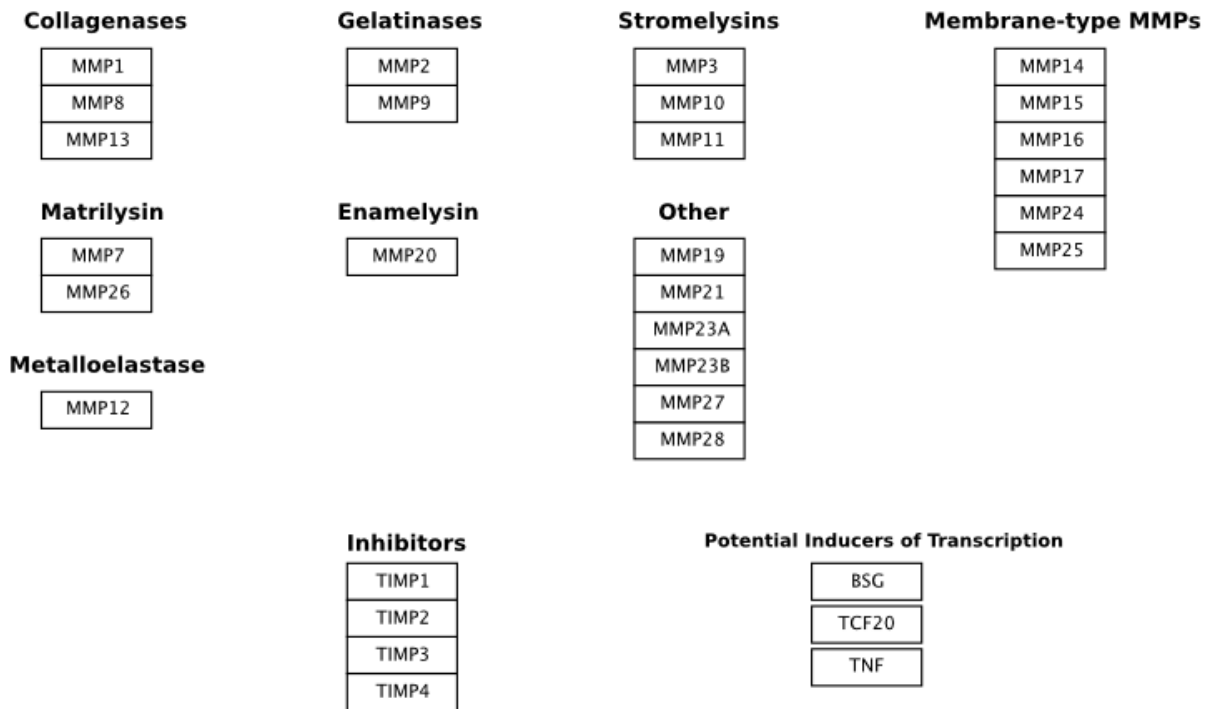 Collagenases
MMP1
MMP8
MMP13
Gelatinases
MMP2
MMP9
Stromelysins
MMP3
MMP10
MMP11
Membrane-type MMPs
MMP14
MMP15
MMP16
MMP17
MMP24
MMP25
Matrilysin
MMP7
MMP26
Enamelysin
MMP20
Other
MMP19
MMP21
MMP23A
MMP23B
MMP27
MMP28
Metalloelastase
MMP12
Inhibitors
TIMP1
TIMP2
TIMP3
TIMP4
Potential Inducers of Transcription
BSG
TCF20
TNF